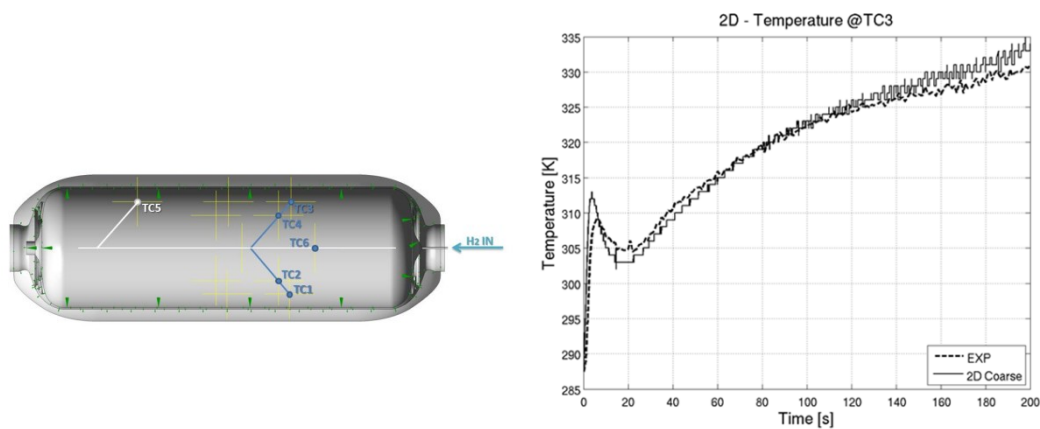 TC5
TC3
TC4
TC6
H₂ IN
TC2
TC1
2D - Temperature @TC3
Temperature [K]
335
330
325
320
315
310
305
300
295
290
285
EXP
2D Coarse
0 20 40 60 80 100 120 140 160 180 200
Time [s]